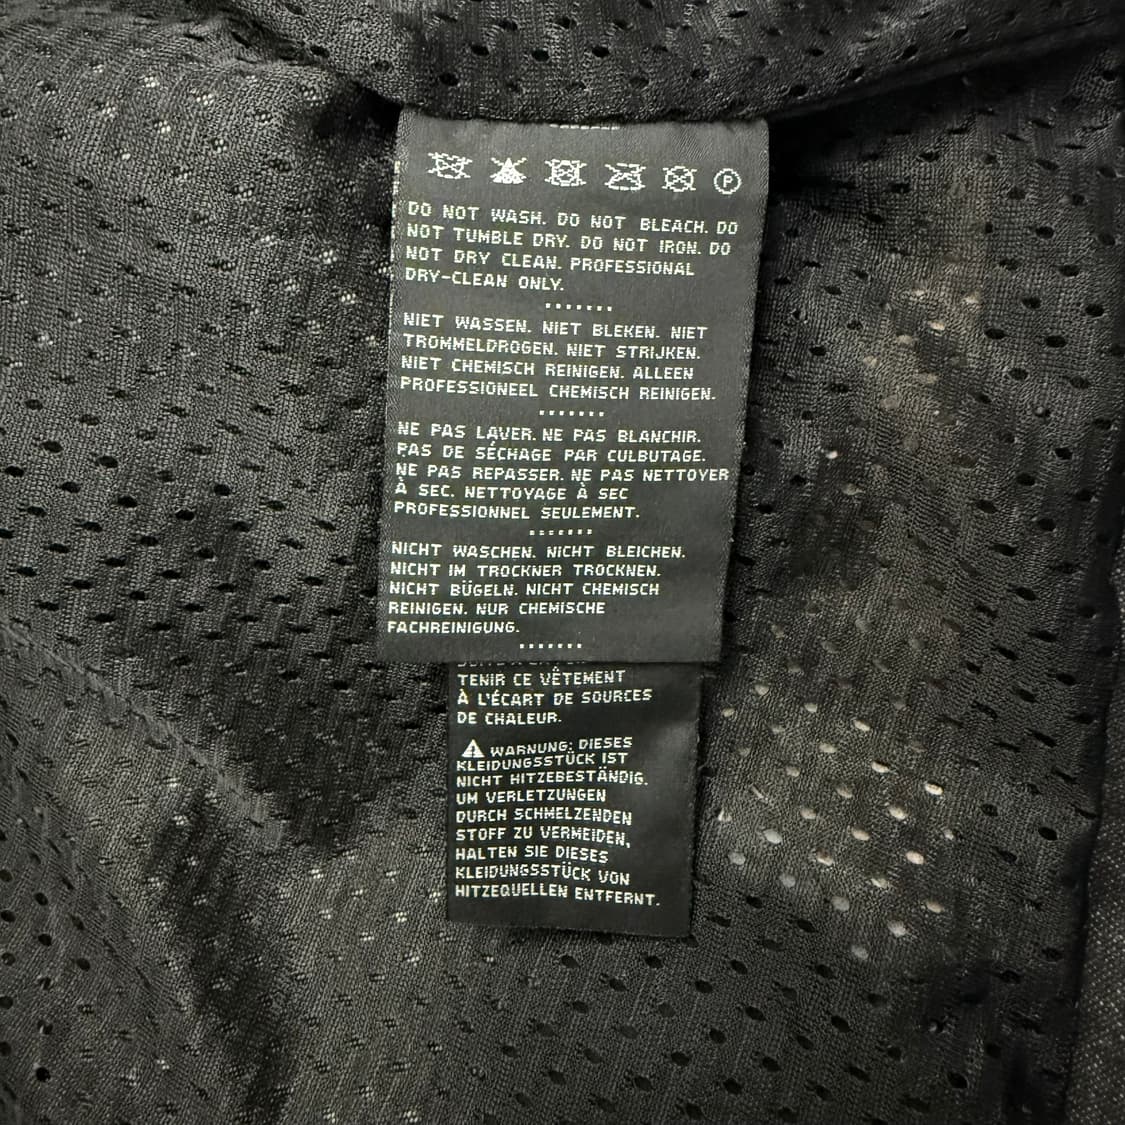 P
DO NOT WASH. DO NOT BLEACH. DO
NOT TUMBLE DRY. DO NOT IRON. DO
NOT DRY CLEAN. PROFESSIONAL
DRY-CLEAN ONLY.
NIET WASSEN. NIET BLEKEN. NIET
TROMMELDROGEN. NIET STRIJKEN.
NIET CHEMISCH REINIGEN. ALLEEN
PROFESSIONEEL CHEMISCH REINIGEN.
NE PAS LAVER. NE PAS BLANCHIR.
PAS DE SÉCHAGE PAR CULBUTAGE.
NE PAS REPASSER. NE PAS NETTOYER
À SEC. NETTOYAGE À SEC
PROFESSIONNEL SEULEMENT.
NICHT WASCHEN. NICHT BLEICHEN.
NICHT IM TROCKNER TROCKNEN.
NICHT BÜGELN. NICHT CHEMISCH
REINIGEN. NUR CHEMISCHE
FACHREINIGUNG.
TENIR CE VÊTEMENT
À L'ÉCART DE SOURCES
DE CHALEUR.
WARNUNG: DIESES
KLEIDUNGSSTÜCK IST
NICHT HITZEBESTÄNDIG.
UM VERLETZUNGEN
DURCH SCHMELZENDEN
STOFF ZU VERMEIDEN,
HALTEN SIE DIESES
KLEIDUNGSSTÜCK VON
HITZEQUELLEN ENTFERNT.